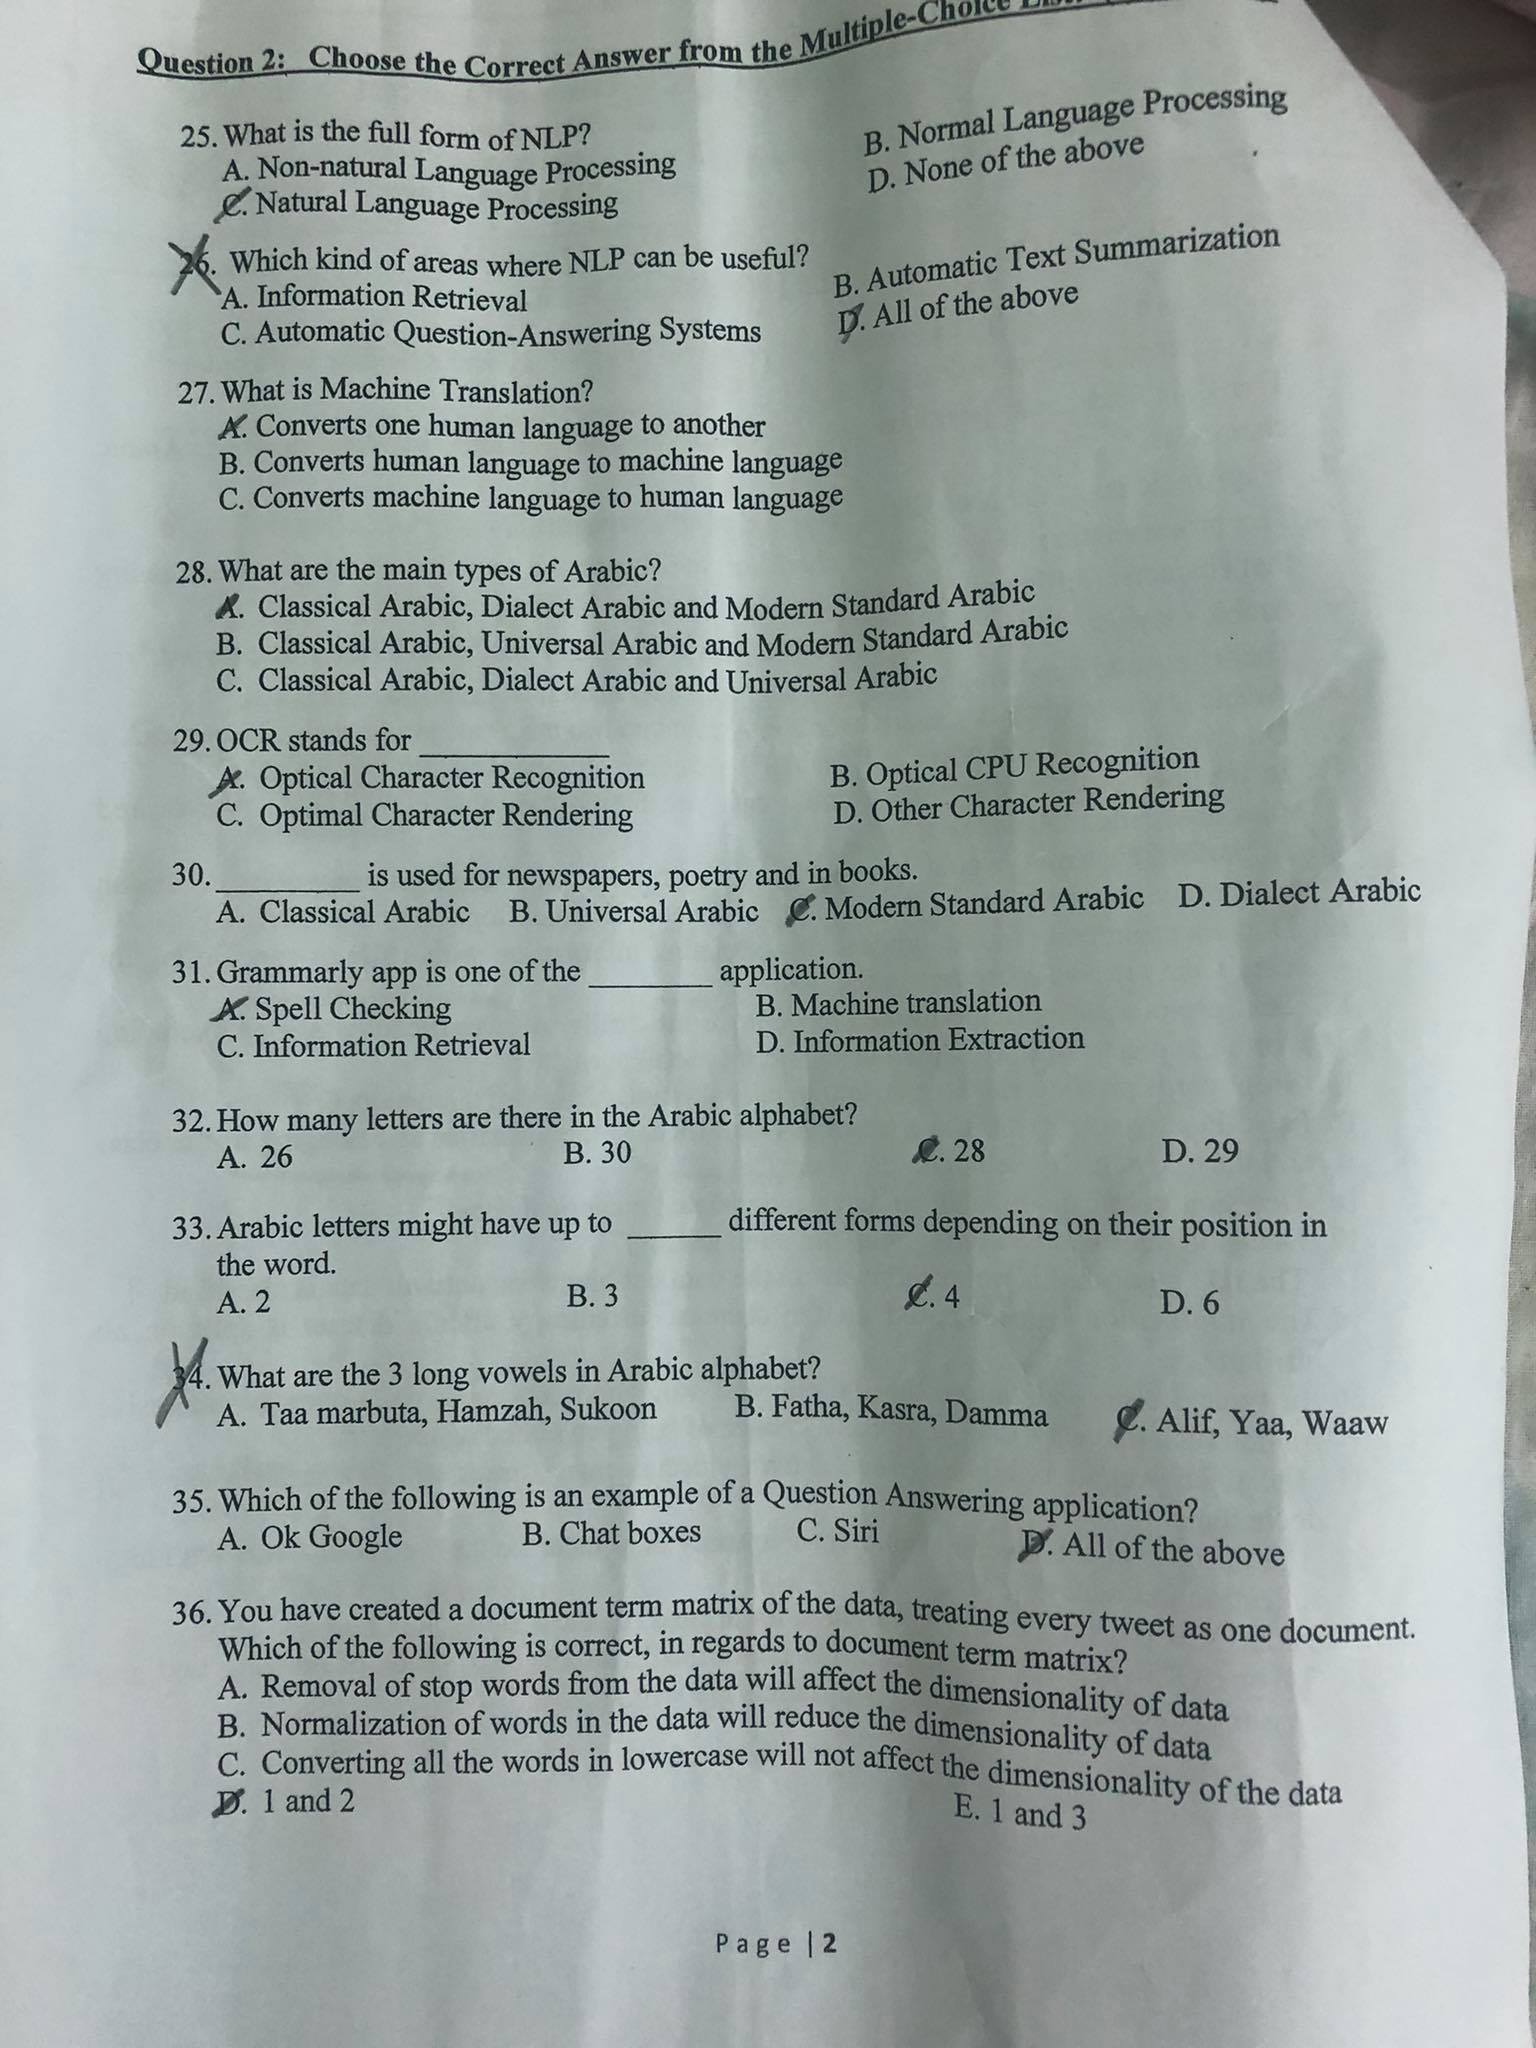 Question 2: Choose the Correct Answer from the Multiple-Choice
25. What is the full form of NLP?
A. Non-natural Language Processing B. Normal Language Processing
C. Natural Language Processing D. None of the above
26. Which kind of areas where NLP can be useful?
A. Information Retrieval B. Automatic Text Summarization
C. Automatic Question-Answering Systems D. All of the above
27. What is Machine Translation?
A. Converts one human language to another
B. Converts human language to machine language
C. Converts machine language to human language
28. What are the main types of Arabic?
A. Classical Arabic, Dialect Arabic and Modern Standard Arabic
B. Classical Arabic, Universal Arabic and Modern Standard Arabic
C. Classical Arabic, Dialect Arabic and Universal Arabic
29. OCR stands for ____________
A. Optical Character Recognition B. Optical CPU Recognition
C. Optimal Character Rendering D. Other Character Rendering
30. _________ is used for newspapers, poetry and in books.
A. Classical Arabic B. Universal Arabic C. Modern Standard Arabic D. Dialect Arabic
31. Grammarly app is one of the ________ application.
A. Spell Checking B. Machine translation
C. Information Retrieval D. Information Extraction
32. How many letters are there in the Arabic alphabet?
A. 26 B. 30 C. 28 D. 29
33. Arabic letters might have up to ______ different forms depending on their position in
the word.
A. 2 B. 3 C. 4 D. 6
34. What are the 3 long vowels in Arabic alphabet?
A. Taa marbuta, Hamzah, Sukoon B. Fatha, Kasra, Damma C. Alif, Yaa, Waaw
35. Which of the following is an example of a Question Answering application?
A. Ok Google B. Chat boxes C. Siri D. All of the above
36. You have created a document term matrix of the data, treating every tweet as one document.
Which of the following is correct, in regards to document term matrix?
A. Removal of stop words from the data will affect the dimensionality of data
B. Normalization of words in the data will reduce the dimensionality of data
C. Converting all the words in lowercase will not affect the dimensionality of the data
D. 1 and 2 E. 1 and 3
Page | 2